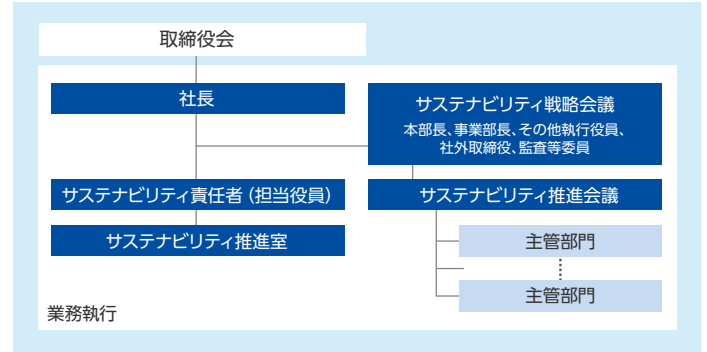 取締役会
社長
サステナビリティ戦略会議
本部長、事業部長、その他執行役員、
社外取締役、監査等委員
サステナビリティ責任者（担当役員）
サステナビリティ推進会議
サステナビリティ推進室
主管部門
主管部門
業務執行